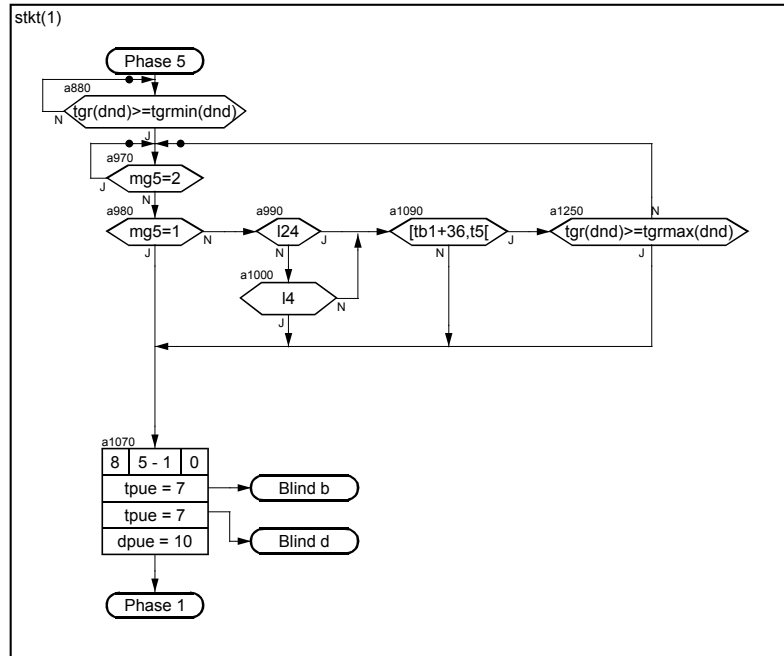 stkt(1)
Phase 5
a880
tgr(dnd)>=tgrmin(dnd)
N
J
a970
mg5=2
J
N
a980
mg5=1
N
J
a990
l24
J
N
a1000
l4
N
J
a1090
[tb1+36,t5[
J
N
a1250
N
tgr(dnd)>=tgrmax(dnd)
J
a1070
8 5 - 1 0
tpue = 7
Blind b
tpue = 7
Blind d
dpue = 10
Phase 1